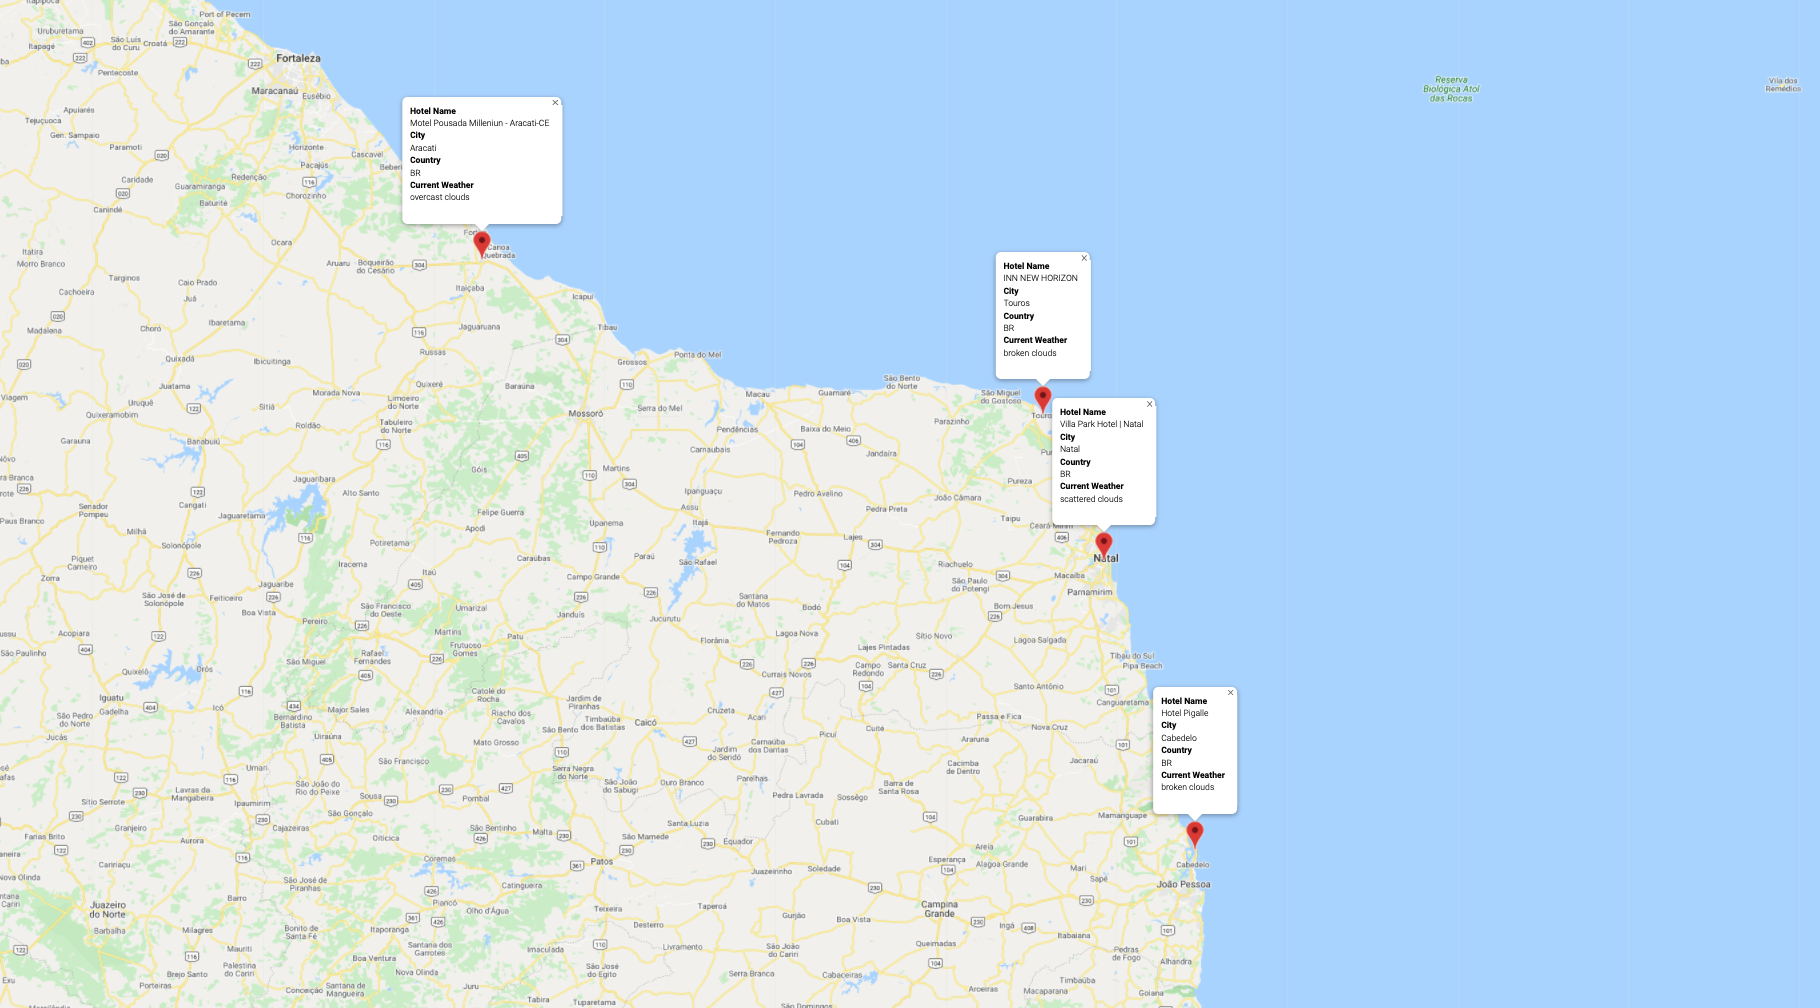 Hotel Name
Motel Pousada Milleniun - Aracati-CE
City
Aracati
Country
BR
Current Weather
overcast clouds
Hotel Name
INN NEW HORIZON
City
Touros
Country
BR
Current Weather
broken clouds
Hotel Name
Villa Park Hotel | Natal
City
Natal
Country
BR
Current Weather
scattered clouds
Hotel Name
Hotel Pigalle
City
Cabedelo
Country
BR
Current Weather
broken clouds
Port of Pecem
São Gonçalo
do Amarante
Uruburetama
São Luís
do Curu
Croatá
Itapagé
Pentecoste
Fortaleza
Maracanaú
Eusébio
Reserva
Biológica Atol
das Rocas
Vila dos
Remédios
Apuiarés
Tejuçuoca
Gen. Sampaio
Paramoti
Caridade
Canindé
Guaramiranga
Baturité
Redenção
Horizonte
Pacajús
Chorozinho
Cascavel
Ocara
Itatira
Morro Branco
Targinos
Caio Prado
Cachoeira
Juá
Aruaru
Boqueirão
do Cesário
Canoa
Quebrada
Itaiçaba
Icapuí
Tibau
Jaguaruana
Madalena
Choró
Ibaretama
Quixadá
Ibicuitinga
Russas
Grossos
Ponta do Mel
Juatama
Uruquê
Quixeramobim
Sitiá
Morada Nova
Quixeré
Limoeiro
do Norte
Baraúna
Mossoró
Serra do Mel
Macau
Guamaré
São Bento
do Norte
São Miguel
do Gostoso
Pendências
Baixa do Meio
Parazinho
Viagem
Garauna
Banabuiú
Roldão
Tabuleiro
do Norte
Góis
Martins
Carnaubais
Jandaíra
Pureza
Jaguaribara
Alto Santo
Ipanguaçu
Assu
Pedro Avelino
João Câmara
Senador
Pompeu
Cangati
Jaguaretama
Felipe Guerra
Apodi
Upanema
Itajá
Pedra Preta
Taipu
Milhã
Solonópole
Potiretama
Fernando
Pedroza
Lajes
Piquet
Carneiro
Iracema
Caraúbas
Paraú
São Rafael
Riachuelo
Natal
Macaíba
Parnamirim
Zorra
Jaguaribe
Itaú
Campo Grande
São Paulo
do Potengi
São José de
Solonópole
Feiticeiro
Boa Vista
Pereiro
São Francisco
do Oeste
Umarizal
Janduís
Jucurutu
Santana
do Matos
Bodó
Bom Jesus
Acopiara
São Paulinho
Martins
Patu
Florânia
Lagoa Nova
Sítio Novo
Lagoa Salgada
Quixelô
Orós
São Miguel
Rafael
Fernandes
Frutuoso
Gomes
Lajes Pintadas
Campo
Redondo
Santa Cruz
Currais Novos
Tibau do Sul
Pipa Beach
Iguatu
Gadelha
Icó
Bernardino
Batista
Major Sales
Alexandria
Catolé do
Rocha
Riacho dos
Cavalos
Jardim de
Piranhas
Timbaúba
dos Batistas
Caicó
Cruzeta
Acari
Santo Antônio
Canguaretama
São Pedro
do Norte
Jucás
Uiraúna
Mato Grosso
São Bento
Carnaúba
dos Dantas
Jardim
do Seridó
Picuí
Cuité
Passa e Fica
Nova Cruz
Araruna
Umari
São Francisco
Serra Negra
do Norte
São João
do Sabugi
Ouro Branco
Parelhas
Cacimba
de Dentro
Jacaraú
Lavras da
Mangabeira
São João do
Rio do Peixe
Sousa
Pombal
Pedra Lavrada
Sossêgo
Barra de
Santa Rosa
Sítio Serrote
Ipaumirim
São Gonçalo
Farias Brito
Granjeiro
Cajazeiras
Oiticica
São Bentinho
Malta
São Mamede
Santa Luzia
Cubati
Guarabira
Mamanguape
Aurora
Equador
Caririaçu
Coremas
Patos
Juazeirinho
Soledade
Esperança
Areia
Alagoa Grande
Mari
Sapé
Cabedelo
João Pessoa
Nova Olinda
São José de
Piranhas
Catingueira
Barro
Piancó
Olho d'Água
Teixeira
Taperoá
Gurjão
Boa Vista
Campina
Grande
Juazeiro
do Norte
Barbalha
Milagres
Bonito de
Santa Fé
Itaporanga
Desterro
Ingá
Itabaiana
Mauriti
Palestina
do Cariri
Santana dos
Garrotes
Imaculada
Livramento
São João
do Cariri
Queimadas
Pedras
de Fogo
Alhandra
Exu
Brejo Santo
Porteiras
Boa Ventura
Nova Olinda
São José
do Egito
Serra Branca
Cabaceiras
Conceição
Santana de
Mangueira
Juru
Tabira
Tuparetama
São Domingos
Aroeiras
Macaparana
Timbaúba
Goiana